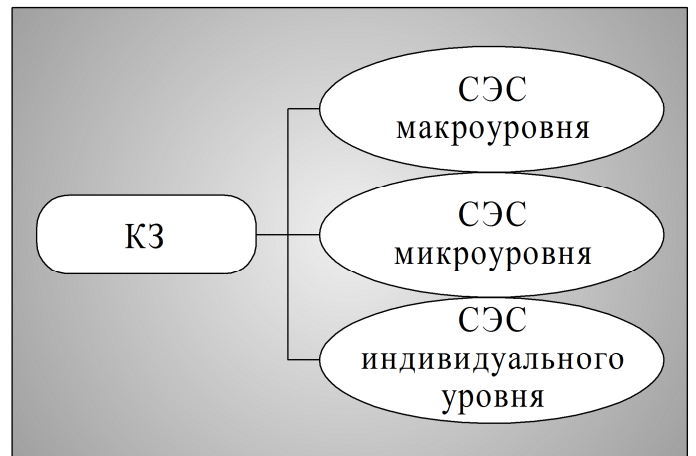 СЭС
макроуровня
КЗ
СЭС
микроуровня
СЭС
индивидуального
уровня